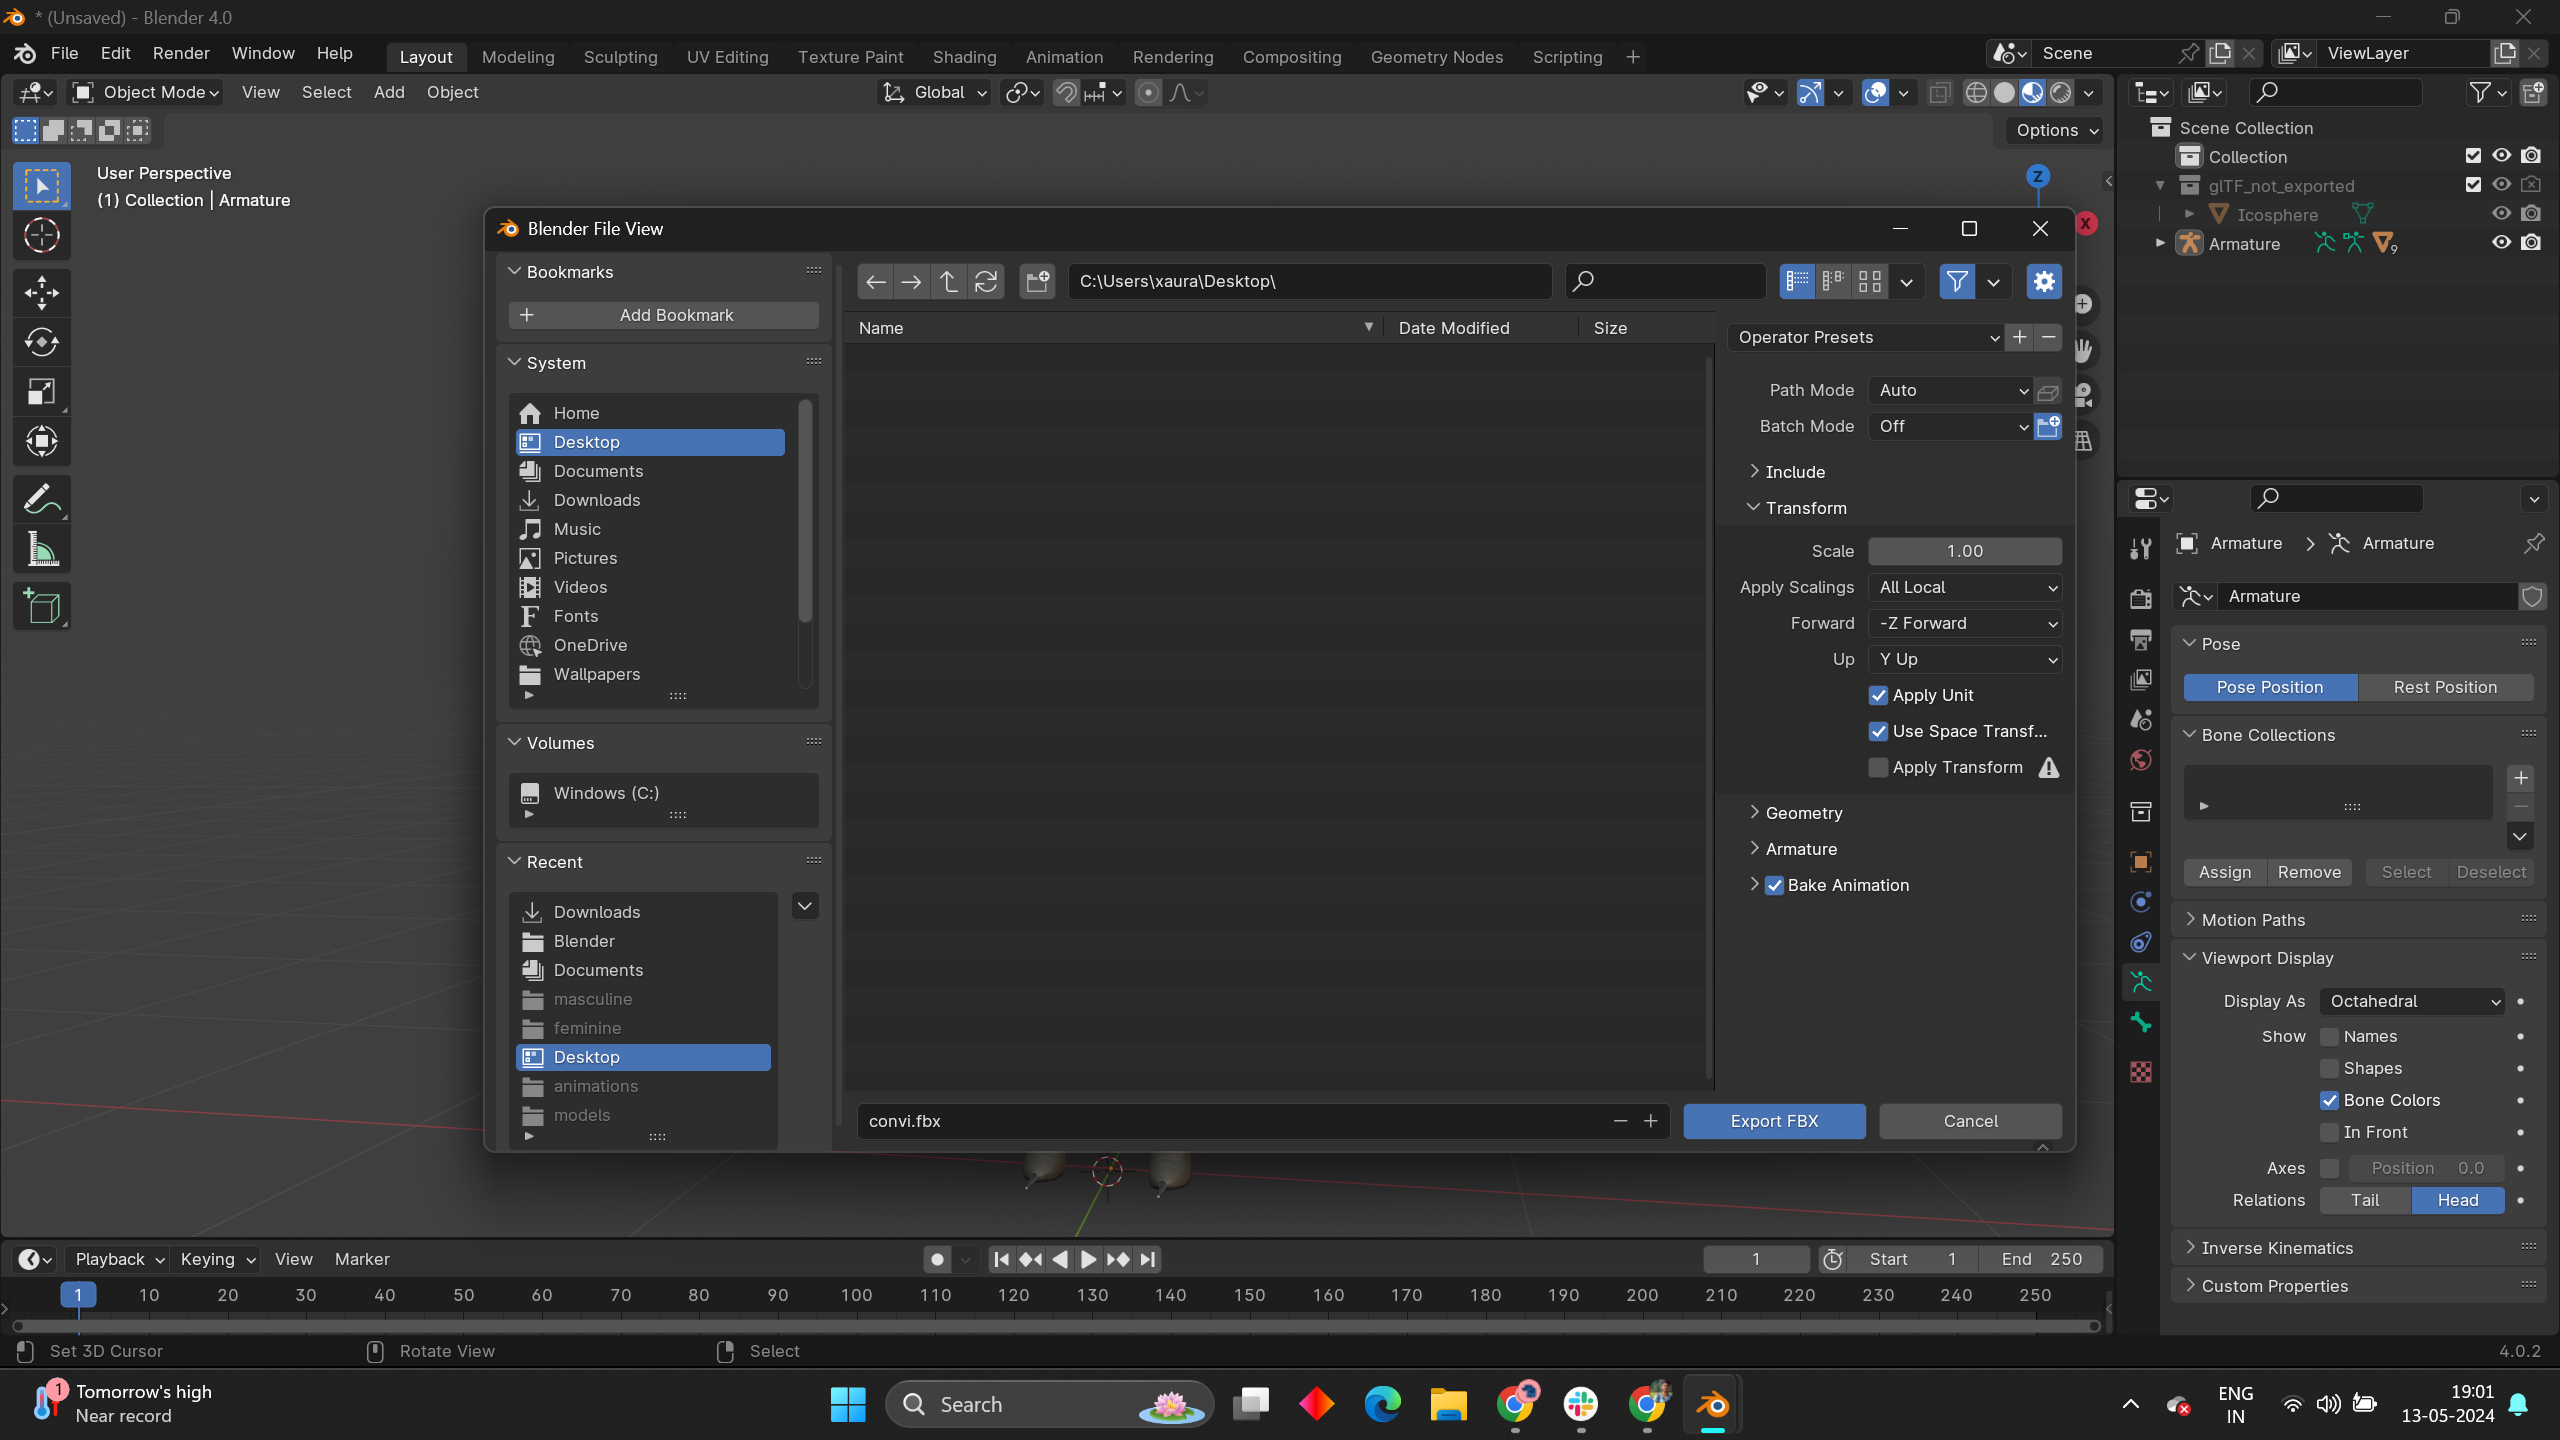 * (Unsaved) - Blender 4.0
File Edit Render Window Help Layout Modeling Sculpting UV Editing Texture Paint Shading Animation Rendering Compositing Geometry Nodes Scripting + Scene ViewLayer
Object Mode View Select Add Object Global
Options
User Perspective
(1) Collection | Armature
Z
X
Scene Collection
Collection
glTF_not_exported
Icosphere
Armature 9
Blender File View
Bookmarks
Add Bookmark
System
Home
Desktop
Documents
Downloads
Music
Pictures
Videos
Fonts
OneDrive
Wallpapers
Volumes
Windows (C:)
Recent
Downloads
Blender
Documents
masculine
feminine
Desktop
animations
models
C:\Users\xaura\Desktop\
Name Date Modified Size
Operator Presets
Path Mode Auto
Batch Mode Off
Include
Transform
Scale 1.00
Apply Scalings All Local
Forward -Z Forward
Up Y Up
Apply Unit
Use Space Transf...
Apply Transform
Geometry
Armature
Bake Animation
convi.fbx
Export FBX Cancel
Armature > Armature
Armature
Pose
Pose Position Rest Position
Bone Collections
Assign Remove Select Deselect
Motion Paths
Viewport Display
Display As Octahedral
Show Names
Shapes
Bone Colors
In Front
Axes Position 0.0
Relations Tail Head
Inverse Kinematics
Custom Properties
Playback Keying View Marker 1 Start 1 End 250
1 10 20 30 40 50 60 70 80 90 100 110 120 130 140 150 160 170 180 190 200 210 220 230 240 250
Set 3D Cursor Rotate View Select 4.0.2
1
Tomorrow's high
Near record
Search
ENG
IN
19:01
13-05-2024